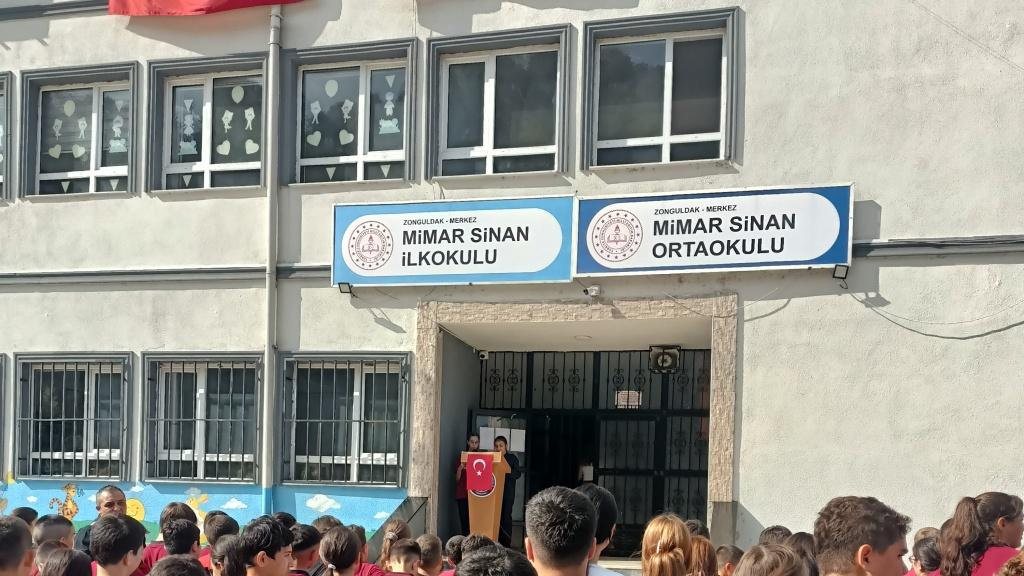 ZONGULDAK - MERKEZ
MiMAR SiNAN
iLKOKULU
ZONGULDAK - MERKEZ
MiMAR SiNAN
ORTAOKULU